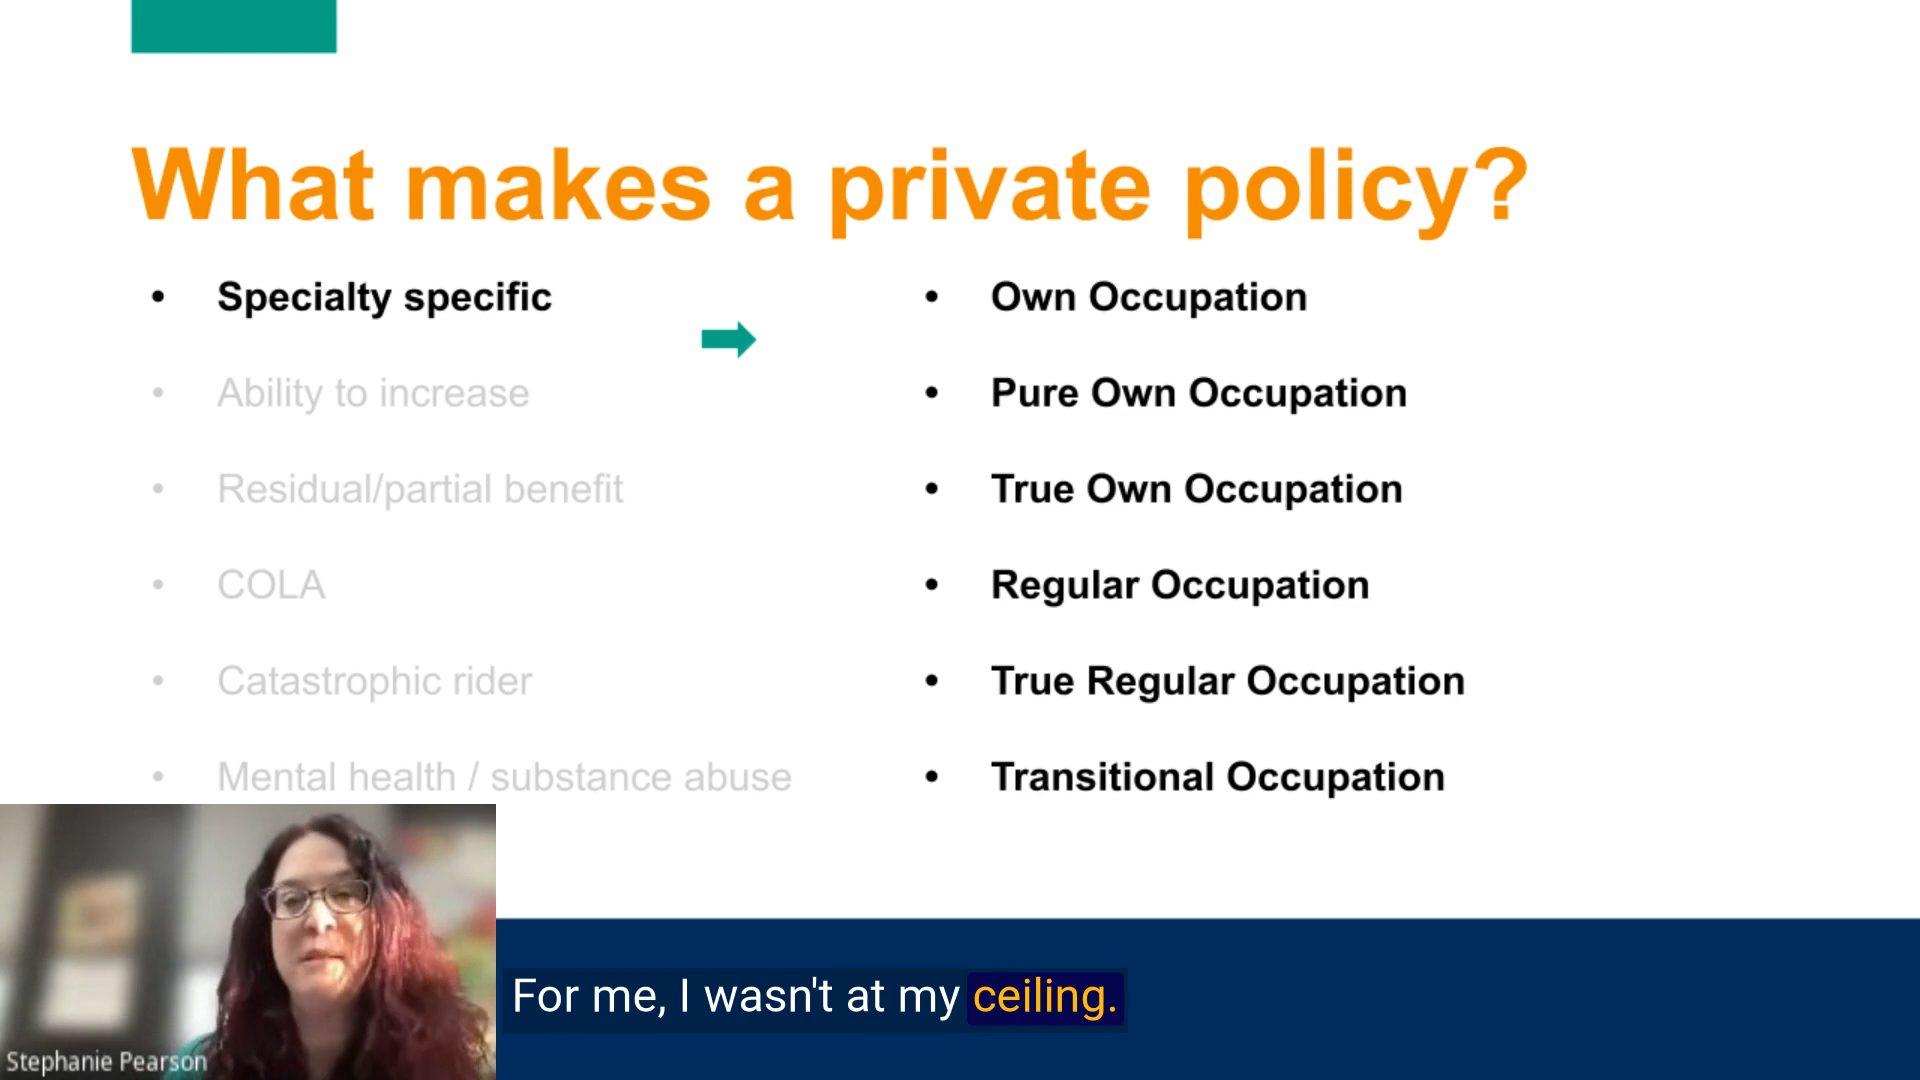 What makes a private policy?
• Specialty specific
• Ability to increase
• Residual/partial benefit
• COLA
• Catastrophic rider
• Mental health / substance abuse
• Own Occupation
• Pure Own Occupation
• True Own Occupation
• Regular Occupation
• True Regular Occupation
• Transitional Occupation
For me, I wasn't at my ceiling.
Stephanie Pearson